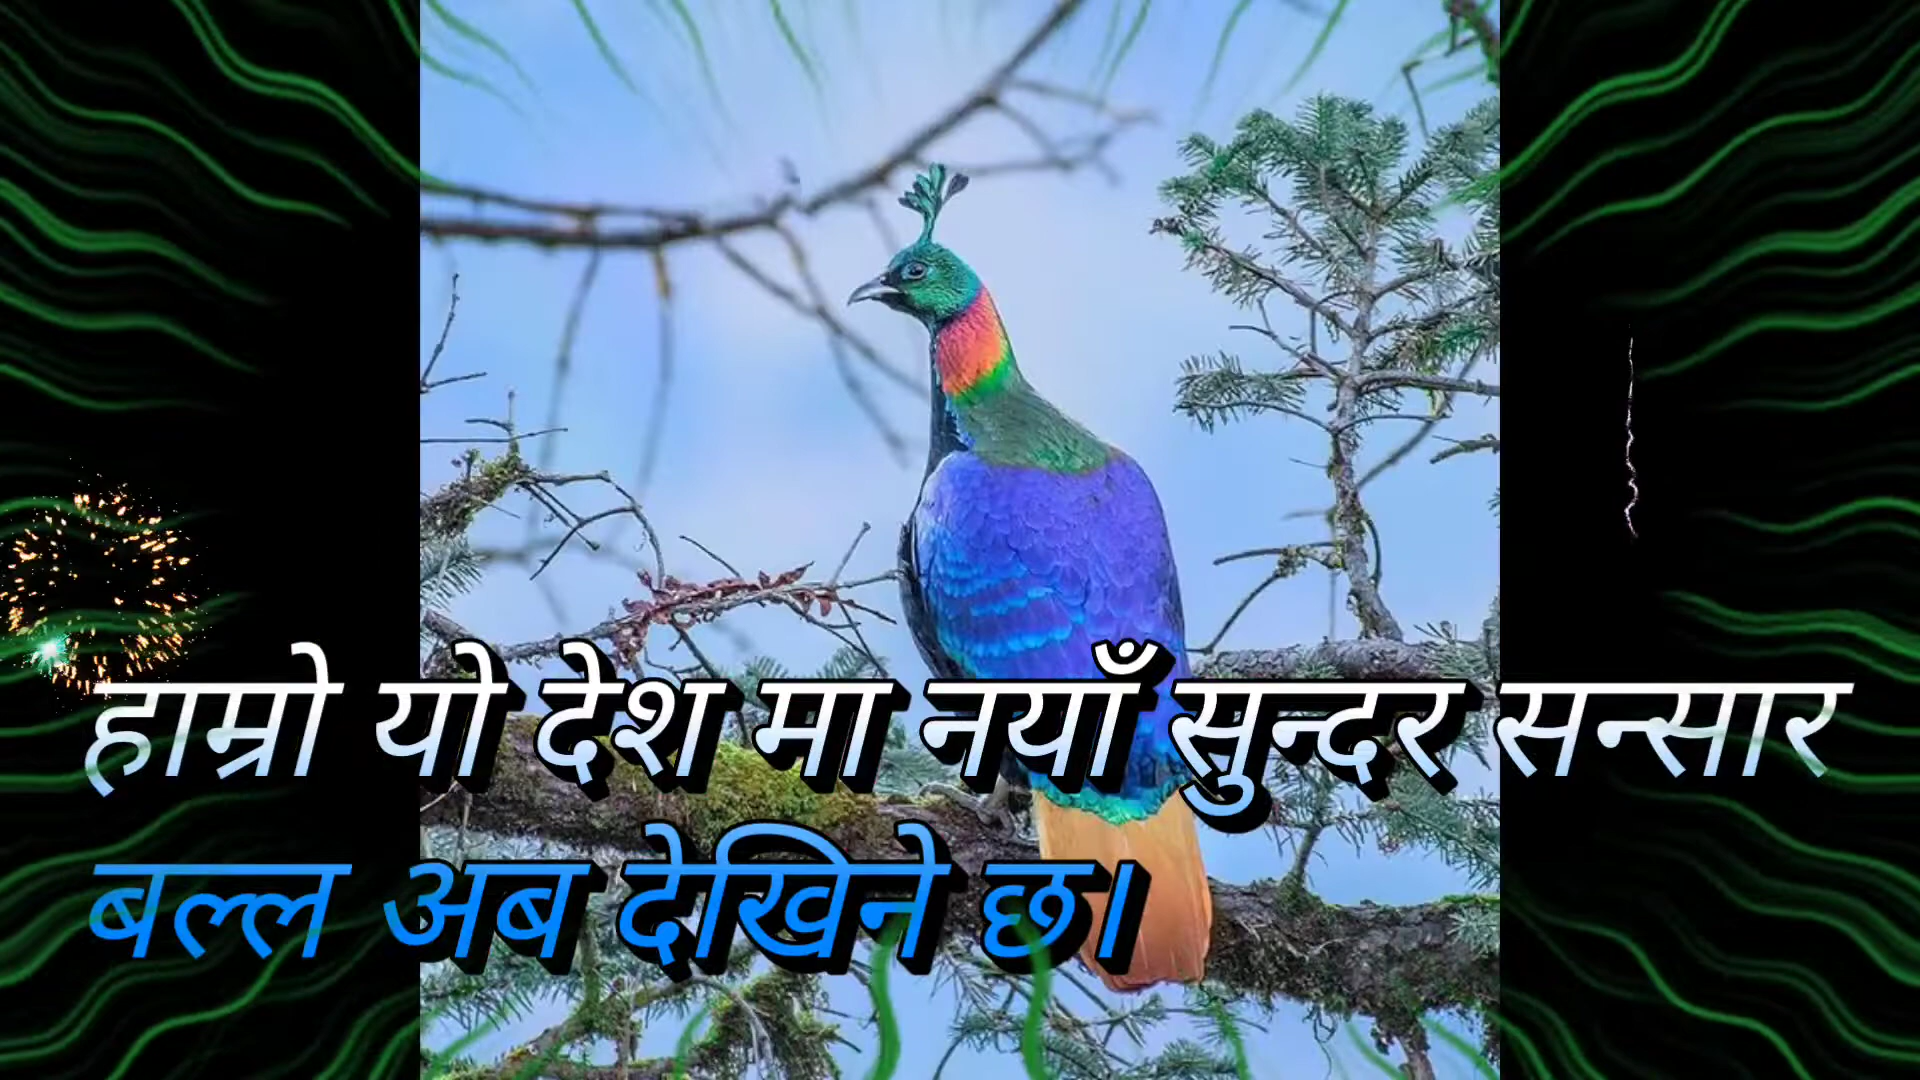 हाम्रो यो देश मा नयाँ सुन्दर सन्सार
बल्ल अब देखिने छ।